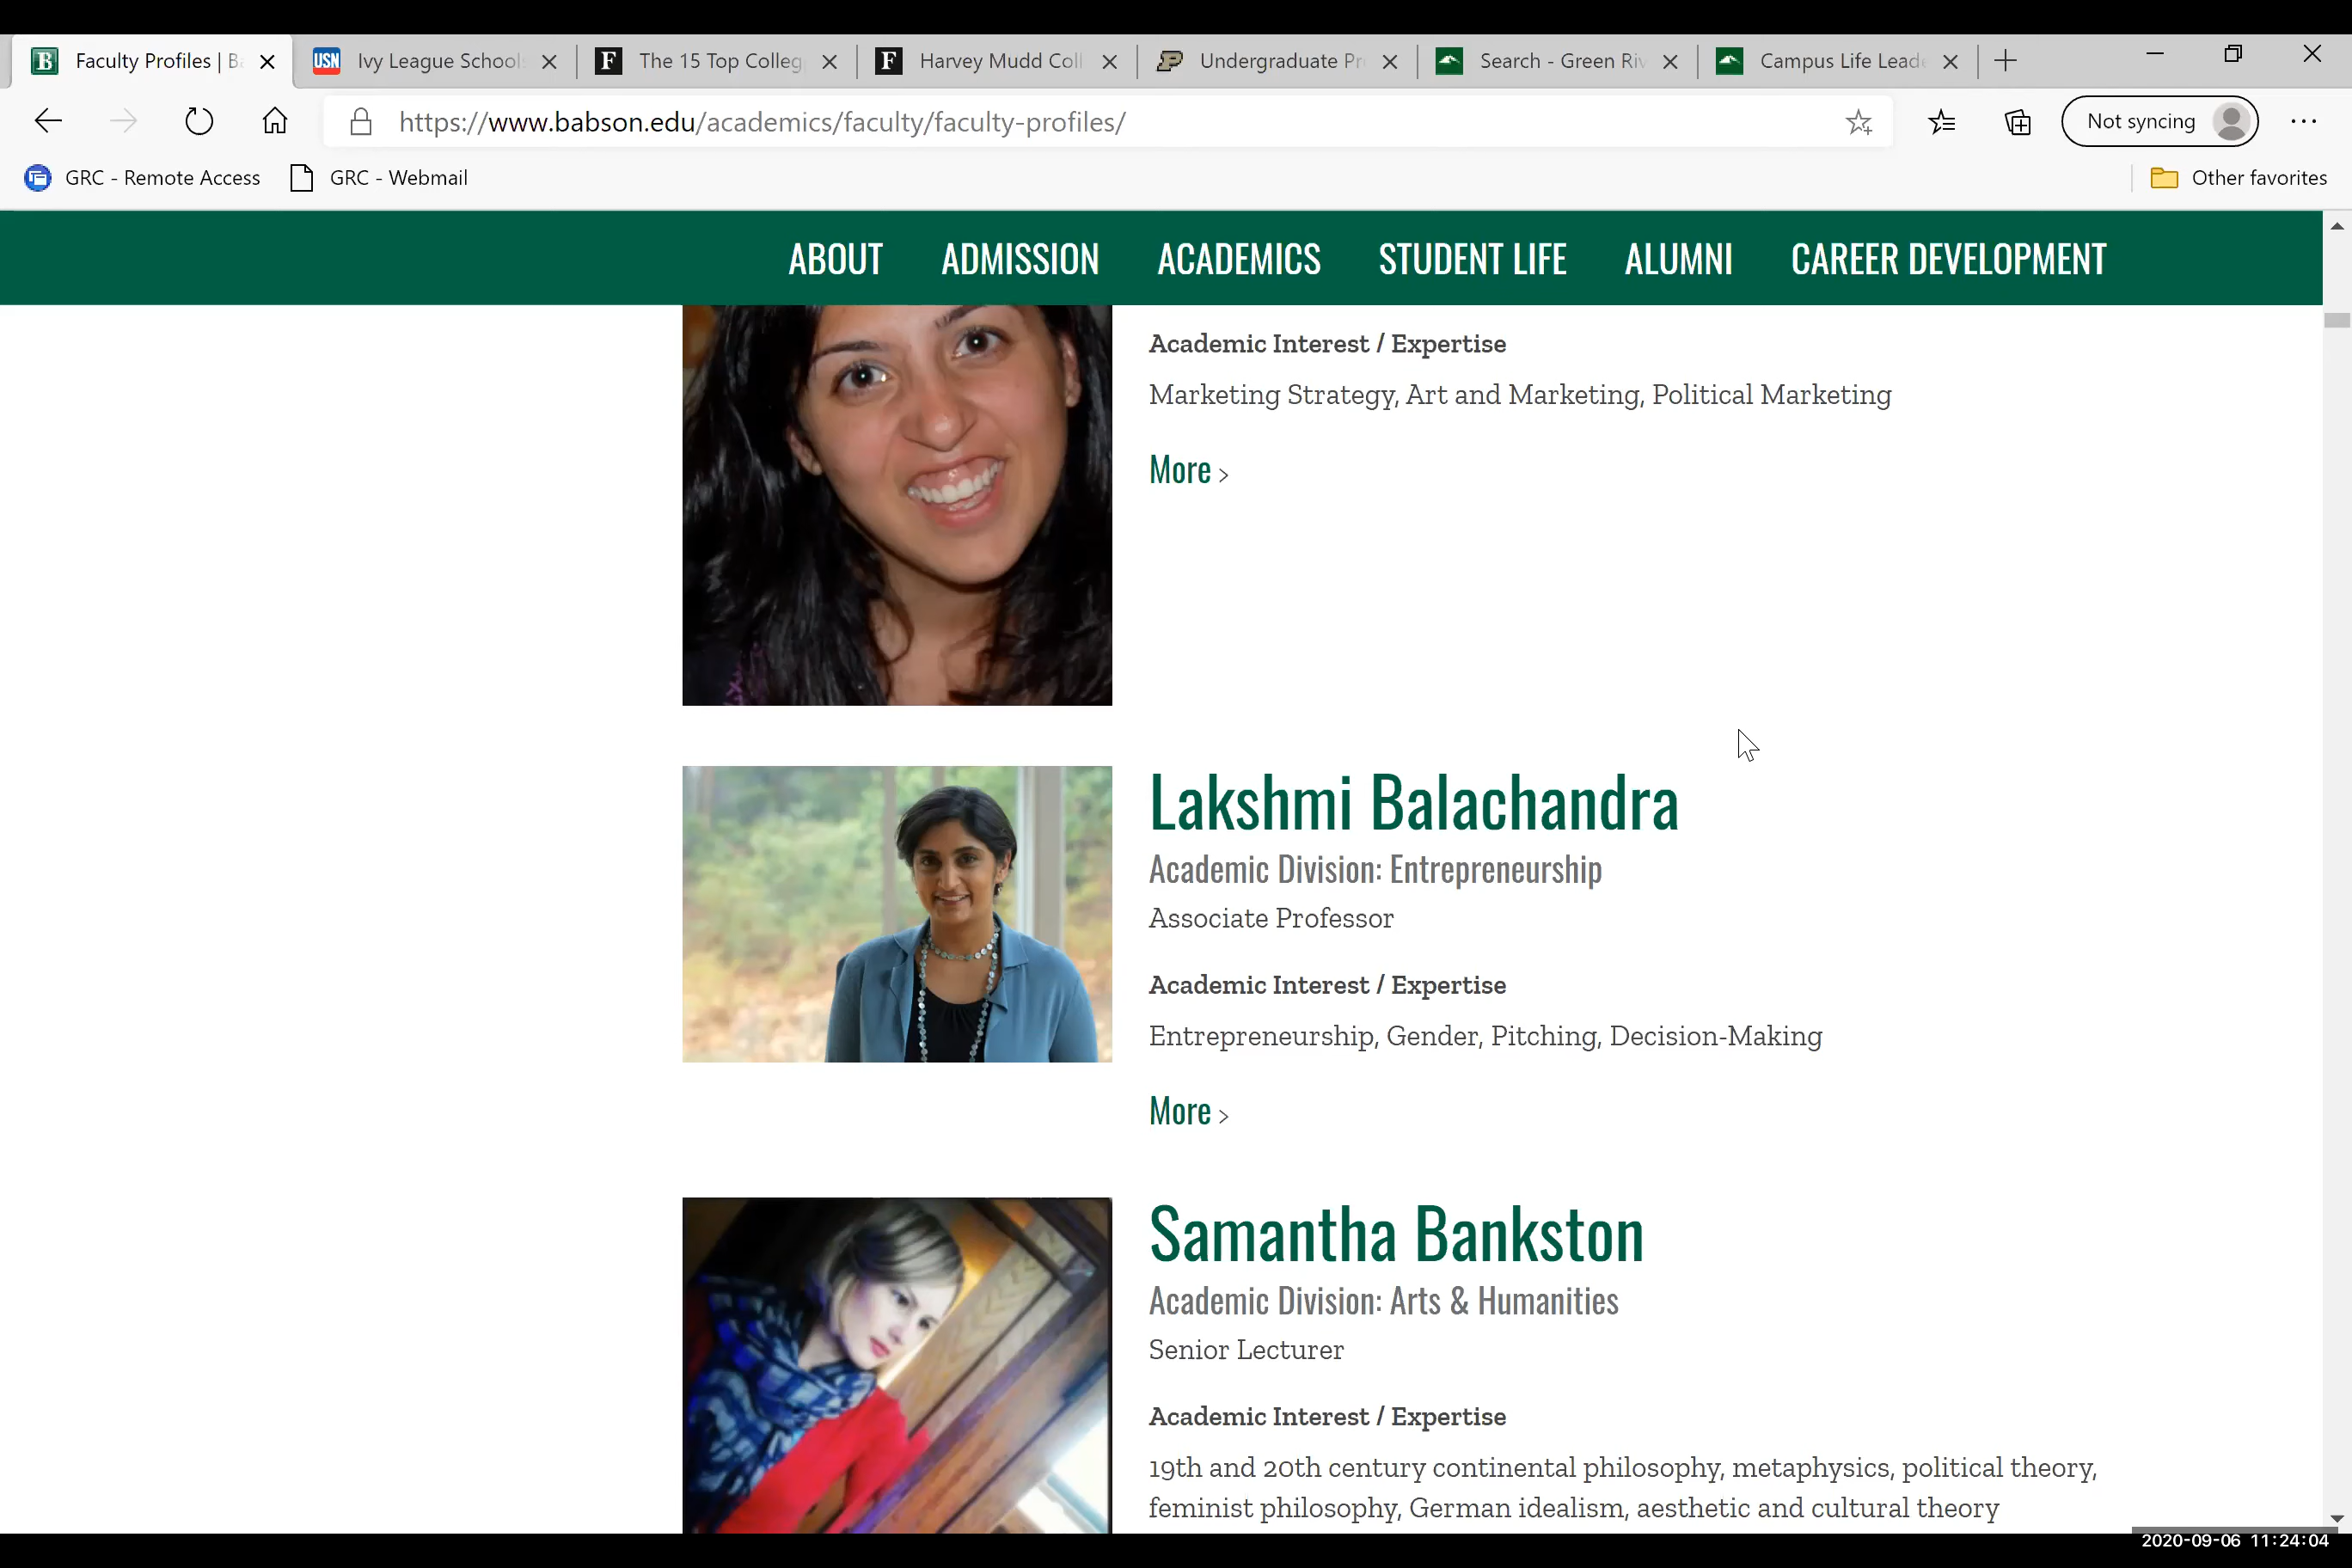 B Faculty Profiles | Ba
USN Ivy League Schools
F The 15 Top Colleg
F Harvey Mudd Coll
P Undergraduate Pr
Search - Green Riv
Campus Life Leade
https://www.babson.edu/academics/faculty/faculty-profiles/
Not syncing
GRC - Remote Access
GRC - Webmail
Other favorites
ABOUT ADMISSION ACADEMICS STUDENT LIFE ALUMNI CAREER DEVELOPMENT
Academic Interest / Expertise
Marketing Strategy, Art and Marketing, Political Marketing
More >
Lakshmi Balachandra
Academic Division: Entrepreneurship
Associate Professor
Academic Interest / Expertise
Entrepreneurship, Gender, Pitching, Decision-Making
More >
Samantha Bankston
Academic Division: Arts & Humanities
Senior Lecturer
Academic Interest / Expertise
19th and 20th century continental philosophy, metaphysics, political theory,
feminist philosophy, German idealism, aesthetic and cultural theory
2020-09-06 11:24:04